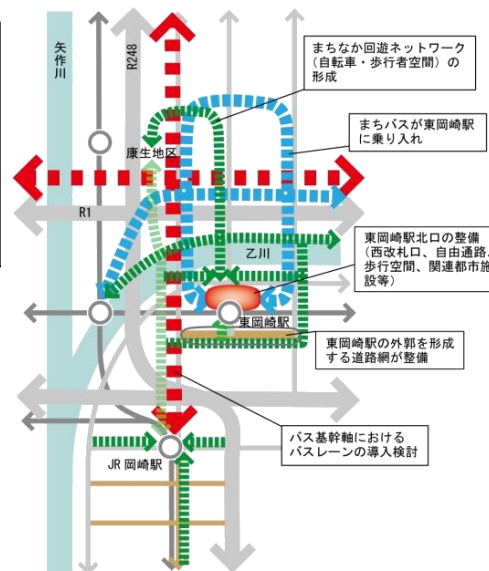 矢作川
R248
まちなか回遊ネットワーク
(自転車・歩行者空間)の
形成
まちバスが東岡崎駅
に乗り入れ
康生地区
R1
乙川
東岡崎駅北口の整備
(西改札口、自由通路、
歩行空間、関連都市施
設等)
東岡崎駅
東岡崎駅の外郭を形成
する道路網が整備
バス基幹軸における
バスレーンの導入検討
JR岡崎駅